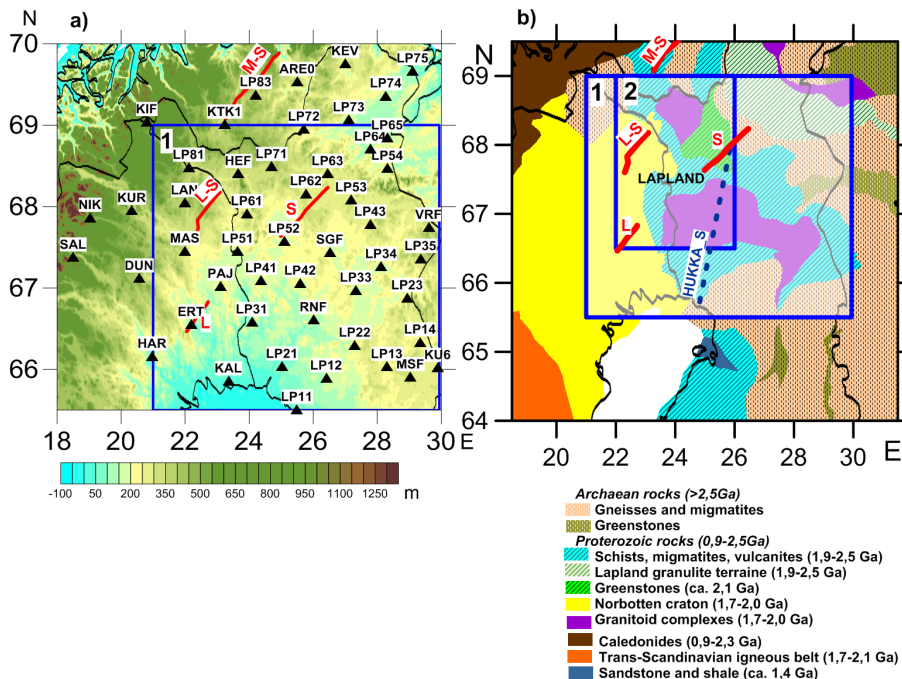 a)
N
70
69
68
67
66
18
20
22
24
26
28
30
E
KEV
LP75
M-S
ARE0
LP83
LP74
KTK1
LP72
LP73
KIF
LP65
LP64
1
LP81
HEF
LP71
LP63
LP54
LAN
L-S
LP62
LP53
NIK
KUR
LP61
S
LP43
VRF
MAS
LP51
LP52
SGF
LP35
SAL
LP34
DUN
PAJ
LP41
LP42
LP33
LP23
ERT
L
LP31
RNF
HAR
LP22
LP14
KAL
LP21
LP12
LP13
KU6
MSF
LP11
-100
50
200
350
500
650
800
950
1100
1250
m
b)
N
69
68
67
66
65
64
20
22
24
26
28
30
E
M-S
1
2
L-S
S
LAPLAND
L
HUKKA_S
Archaean rocks (>2,5Ga)
Gneisses and migmatites
Greenstones
Proterozoic rocks (0,9-2,5Ga)
Schists, migmatites, vulcanites (1,9-2,5 Ga)
Lapland granulite terraine (1,9-2,5 Ga)
Greenstones (ca. 2,1 Ga)
Norbotten craton (1,7-2,0 Ga)
Granitoid complexes (1,7-2,0 Ga)
Caledonides (0,9-2,3 Ga)
Trans-Scandinavian igneous belt (1,7-2,1 Ga)
Sandstone and shale (ca. 1,4 Ga)